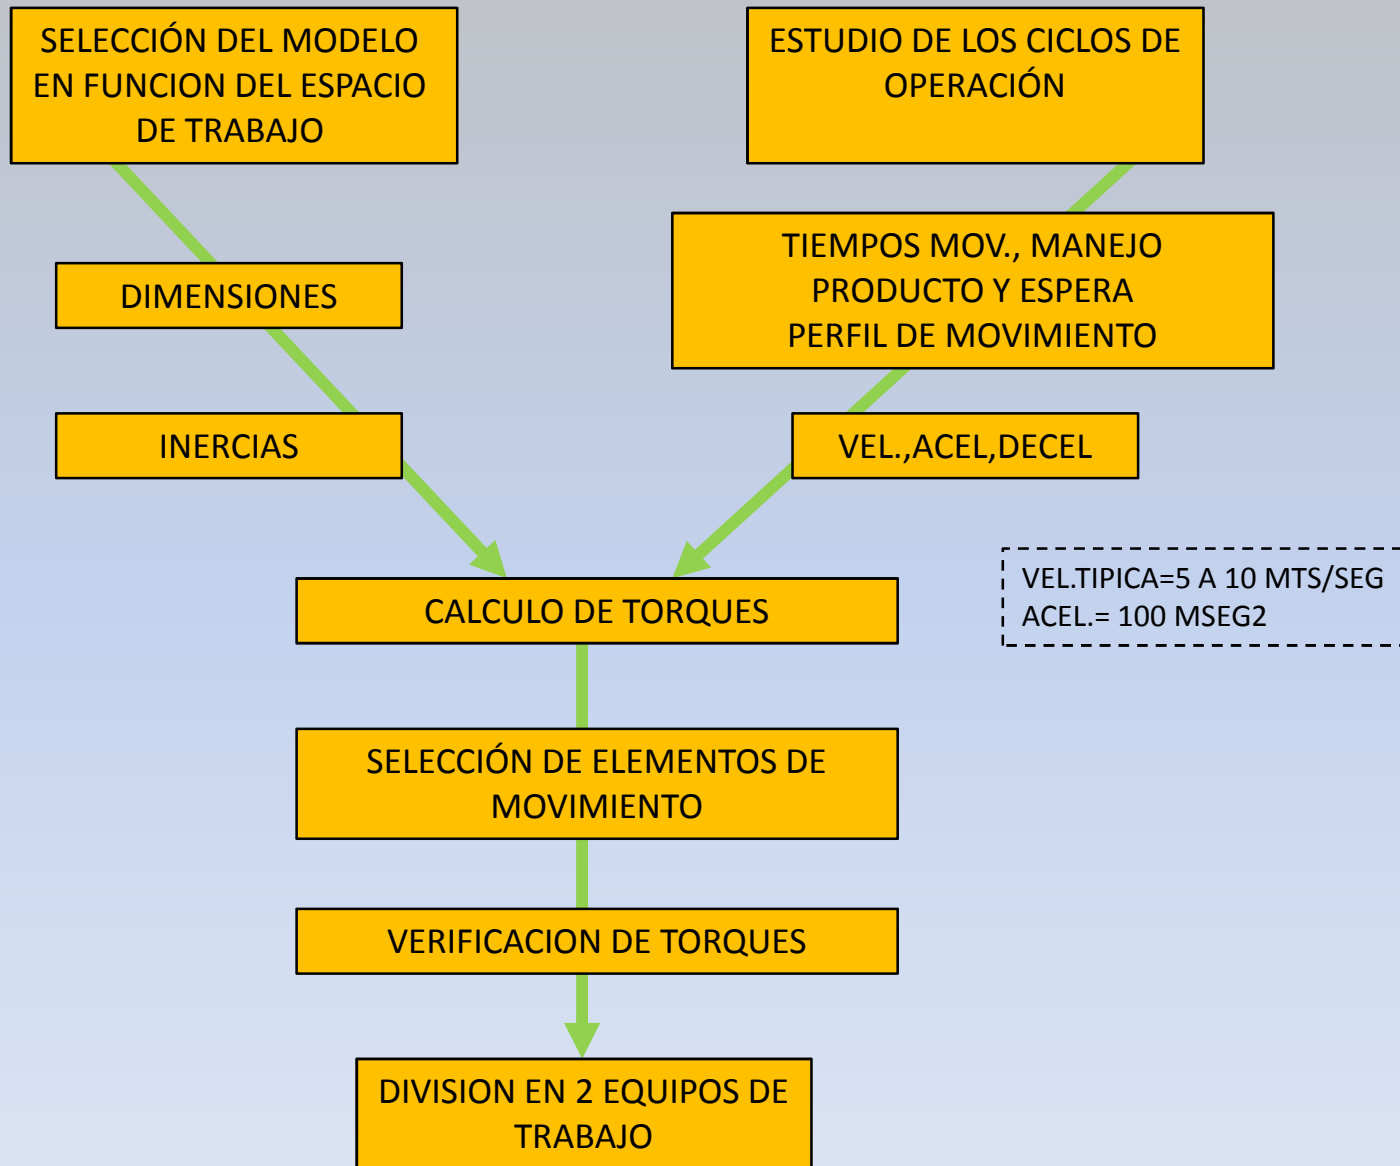 SELECCIÓN DEL MODELO
EN FUNCION DEL ESPACIO
DE TRABAJO
ESTUDIO DE LOS CICLOS DE
OPERACIÓN
TIEMPOS MOV., MANEJO
PRODUCTO Y ESPERA
PERFIL DE MOVIMIENTO
DIMENSIONES
INERCIAS
VEL.,ACEL,DECEL
CALCULO DE TORQUES
VEL.TIPICA=5 A 10 MTS/SEG
ACEL.= 100 MSEG2
SELECCIÓN DE ELEMENTOS DE
MOVIMIENTO
VERIFICACION DE TORQUES
DIVISION EN 2 EQUIPOS DE
TRABAJO